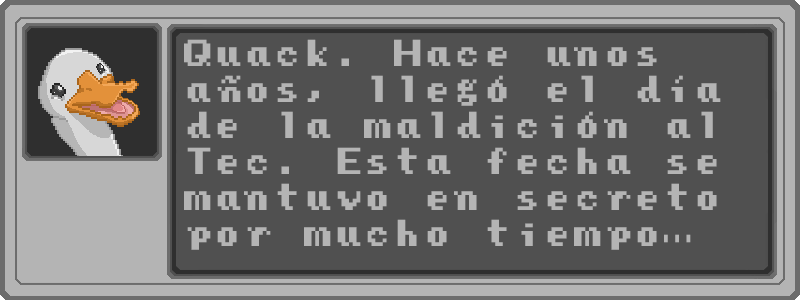 Quack. Hace unos
años, llegó el día
de la maldición al
Tec. Esta fecha se
mantuvo en secreto
por mucho tiempo…